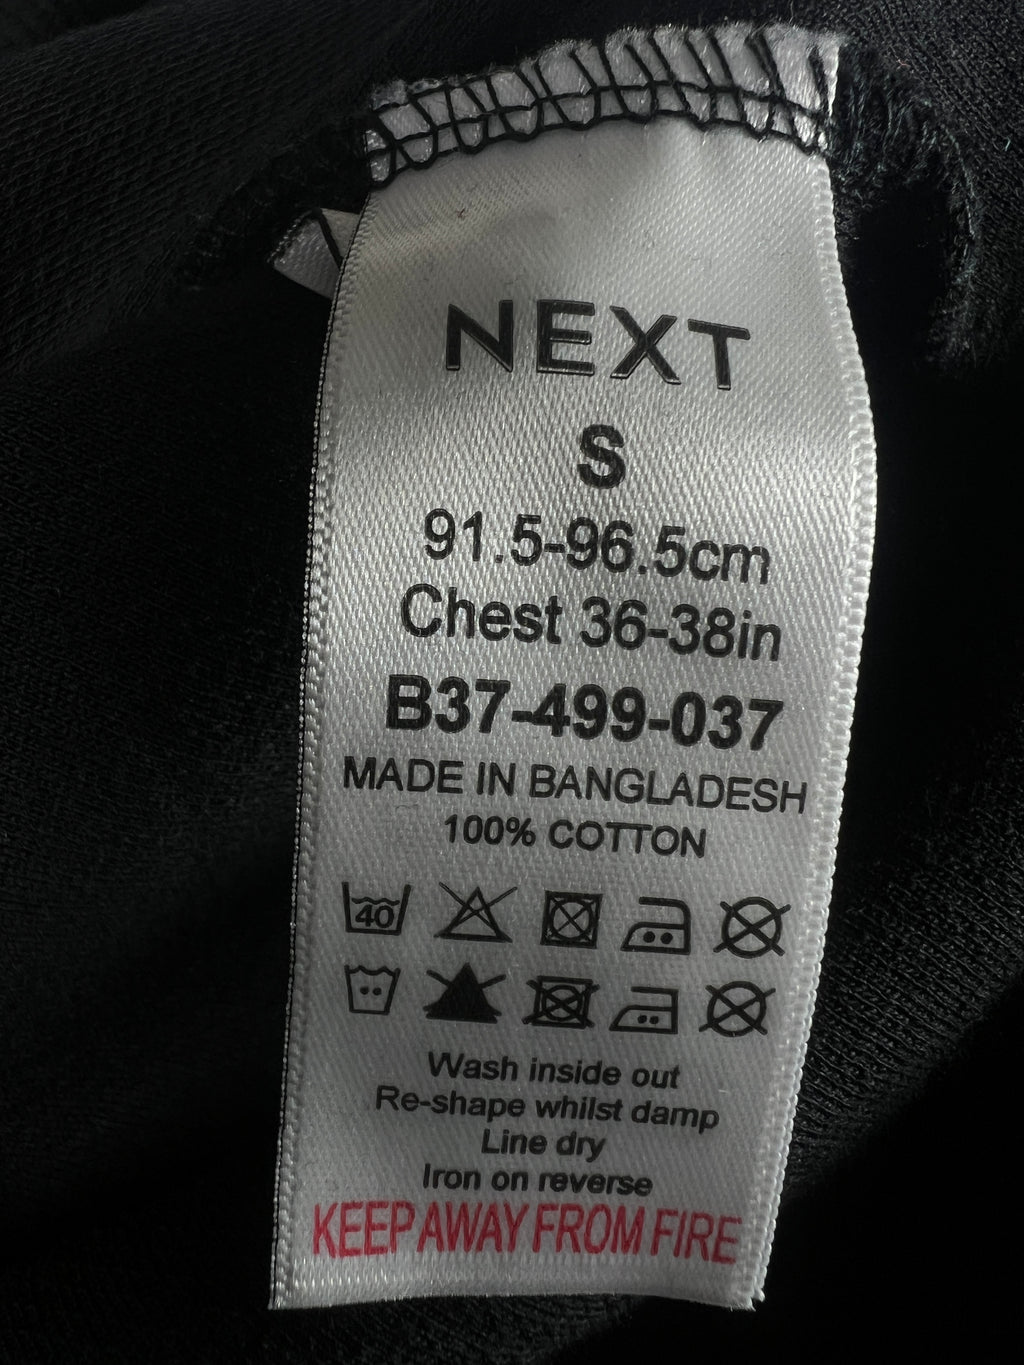 NEXT
S
91.5-96.5cm
Chest 36-38in
B37-499-037
MADE IN BANGLADESH
100% COTTON
40
Wash inside out
Re-shape whilst damp
Line dry
Iron on reverse
KEEP AWAY FROM FIRE